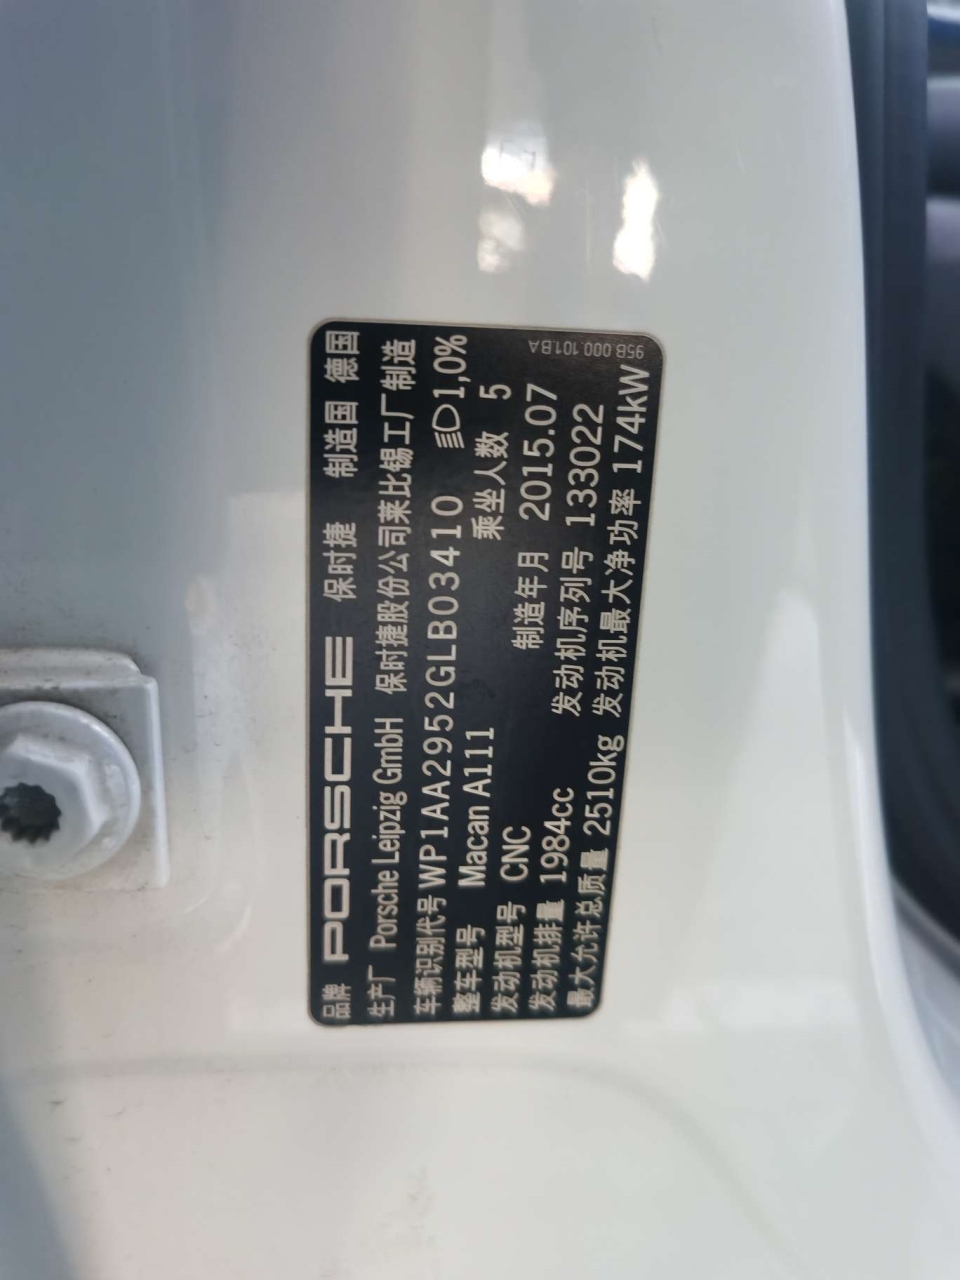 品牌 PORSCHE 保时捷 制造国 德国
生产厂 Porsche Leipzig GmbH 保时捷股份公司莱比锡工厂制造
车辆识别代号 WP1AA2952GLB03410 1,0%
整车型号 Macan A111 乘坐人数 5
发动机型号 CNC 制造年月 2015.07
发动机排量 1984cc 发动机序列号 133022
最大允许总质量 2510kg 发动机最大净功率 174kW
95B.000.101.BA